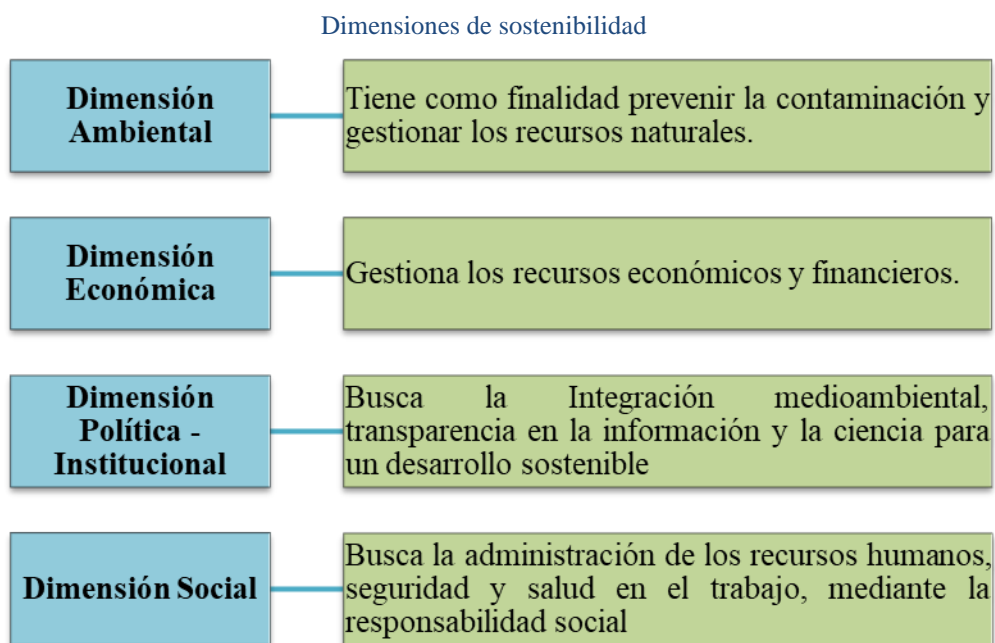 Dimensiones de sostenibilidad
Dimensión
Ambiental
Tiene como finalidad prevenir la contaminación y
gestionar los recursos naturales.
Dimensión
Económica
Gestiona los recursos económicos y financieros.
Dimensión
Política -
Institucional
Busca la Integración medioambiental,
transparencia en la información y la ciencia para
un desarrollo sostenible
Dimensión Social
Busca la administración de los recursos humanos,
seguridad y salud en el trabajo, mediante la
responsabilidad social